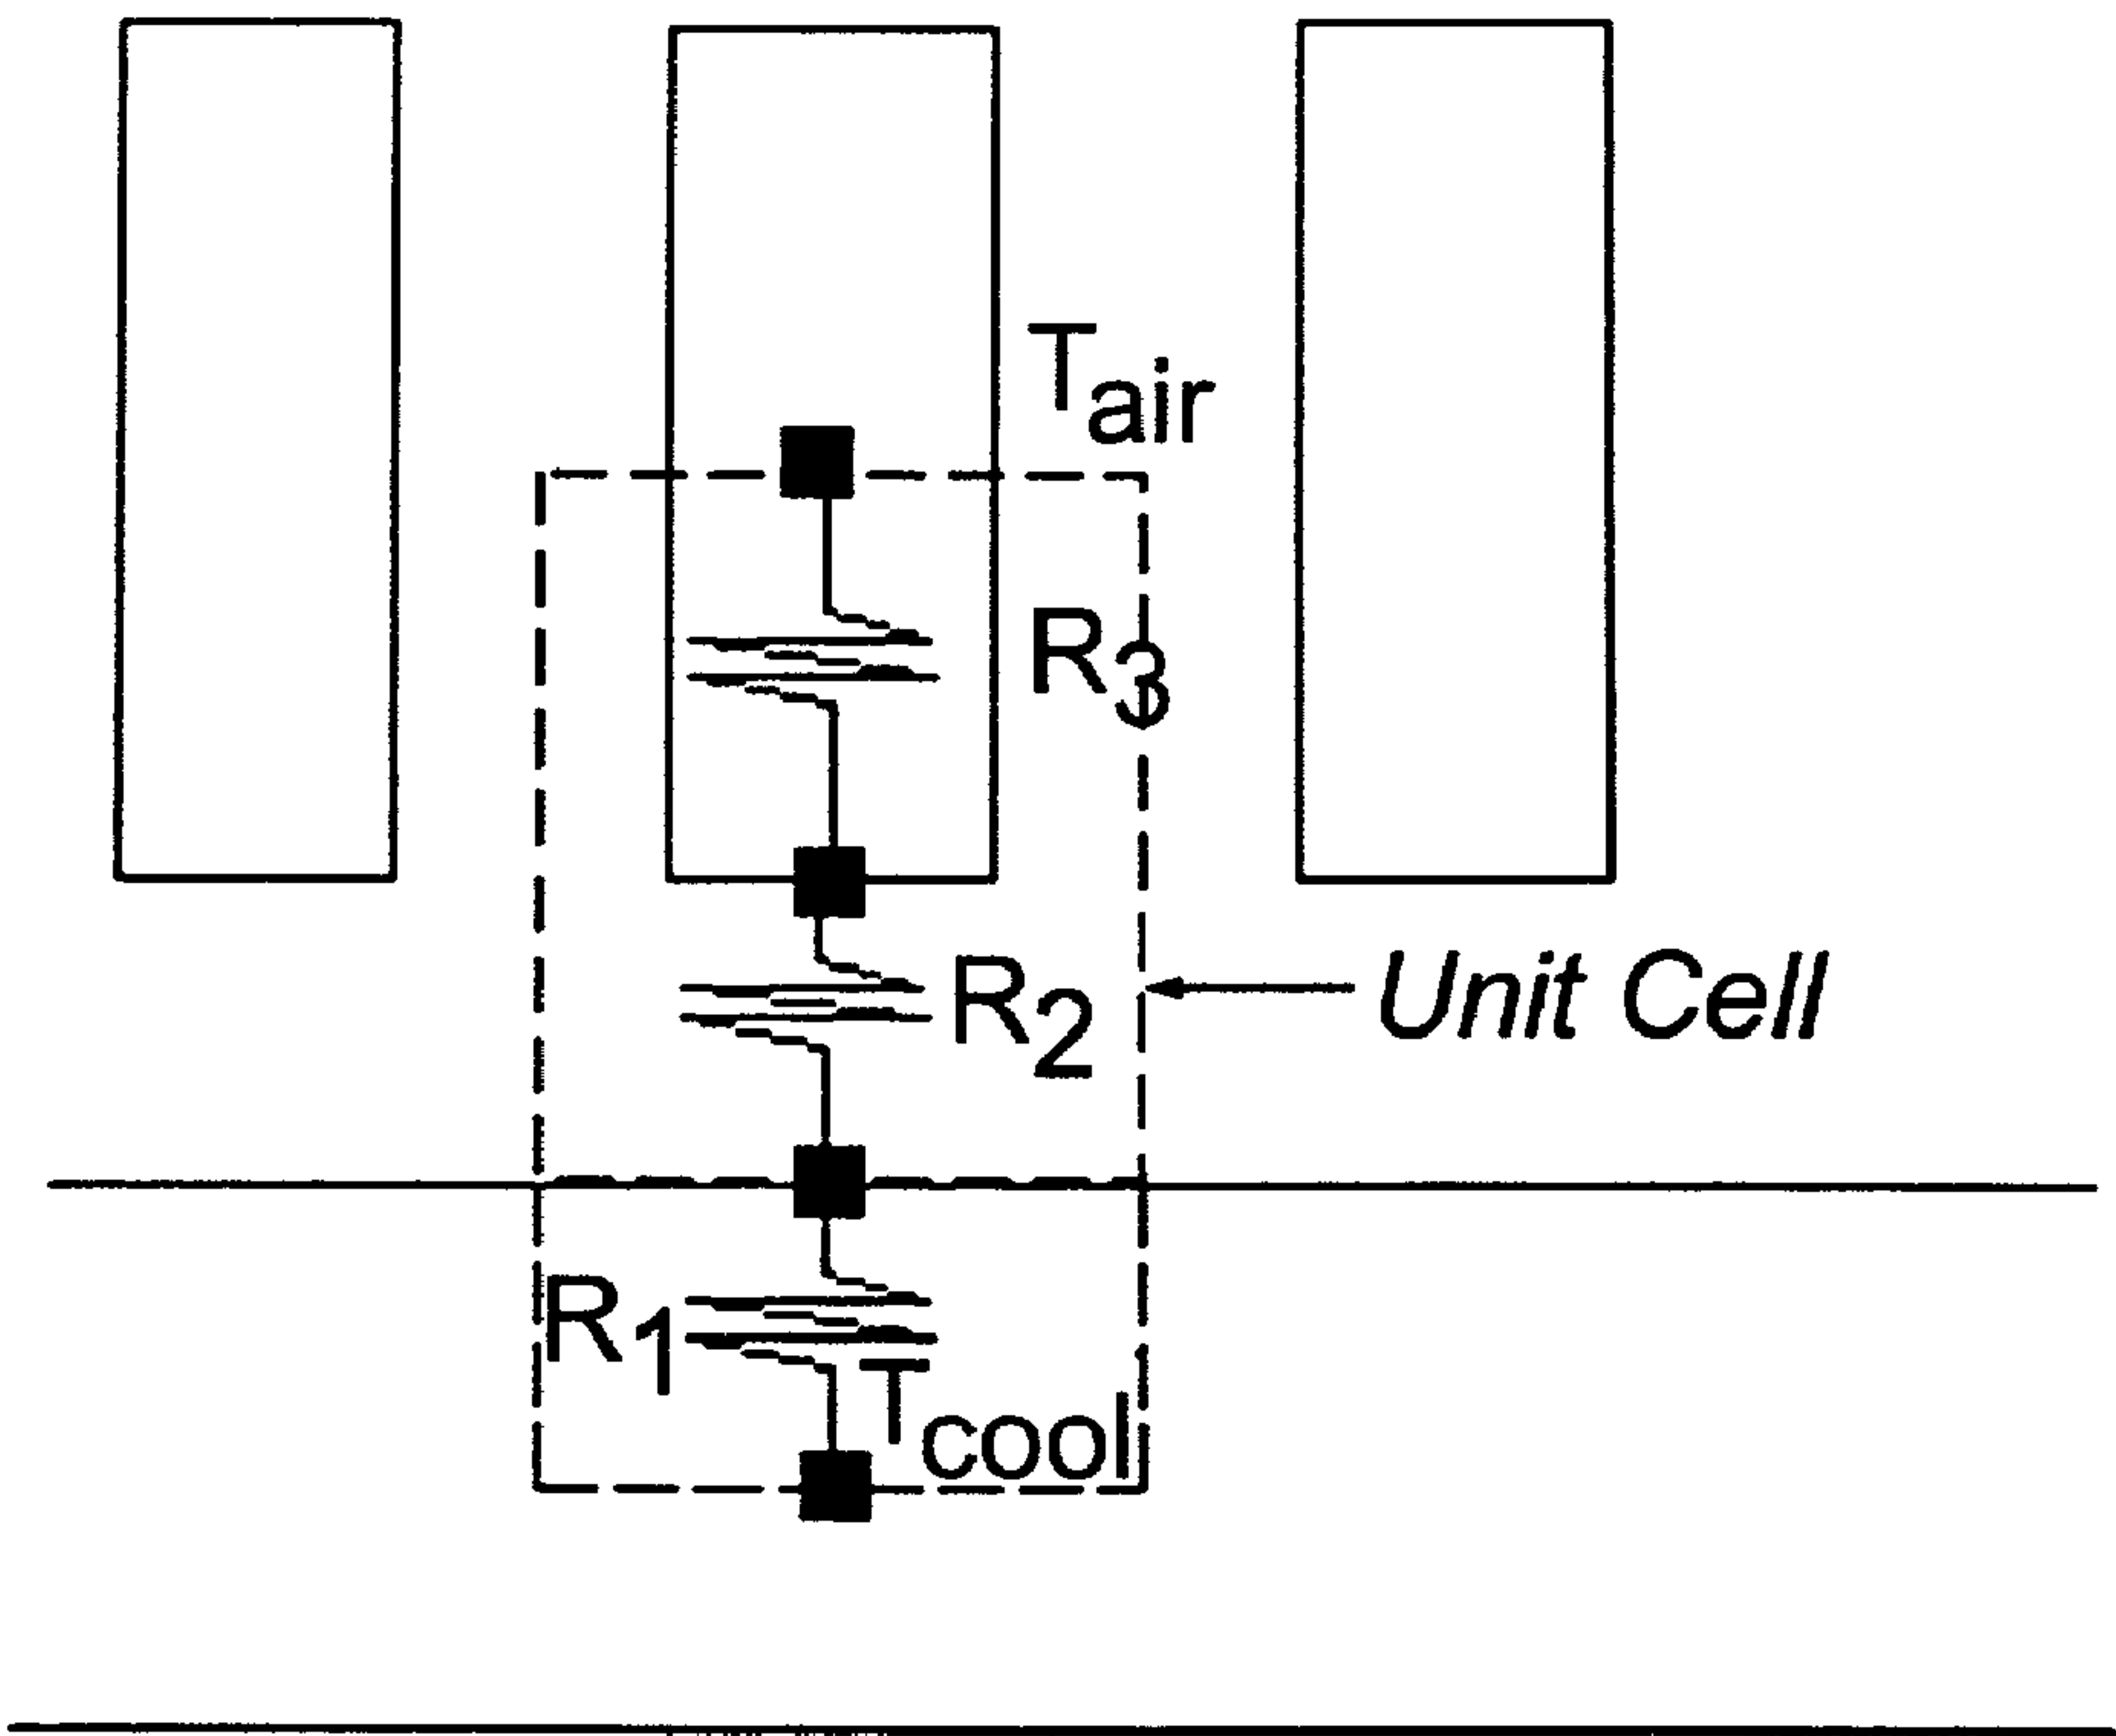 Tair
R3
R2
Unit Cell
R1
Tcool